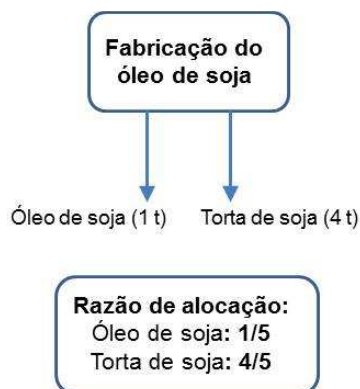 Fabricação do
óleo de soja
Óleo de soja (1 t) Torta de soja (4 t)
Razão de alocação:
Óleo de soja: 1/5
Torta de soja: 4/5